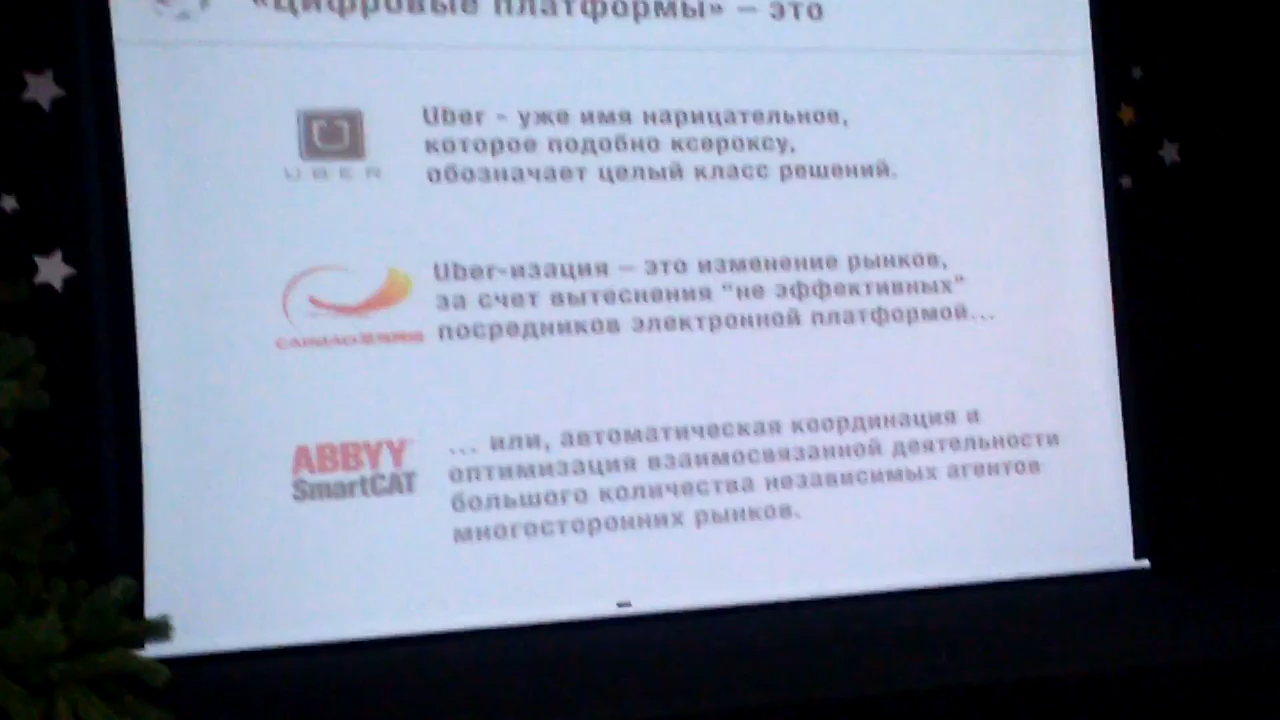 «Цифровые платформы» – это
UBER
Uber - уже имя нарицательное,
которое подобно ксероксу,
обозначает целый класс решений.
Uber-изация – это изменение рынков,
за счет вытеснения "не эффективных"
посредников электронной платформой...
ABBYY
SmartCAT
... или, автоматическая координация и
оптимизация взаимосвязанной деятельности
большого количества независимых агентов
многосторонних рынков.